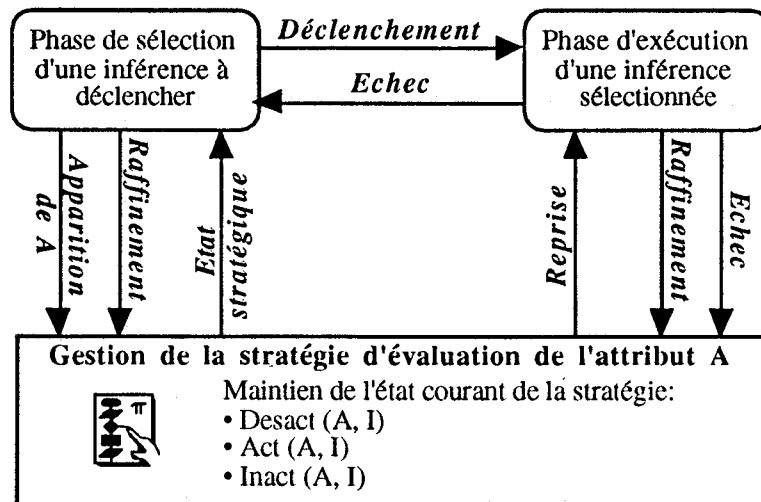 Phase de sélection
d'une inférence à
déclencher
Déclenchement
Echec
Phase d'exécution
d'une inférence
sélectionnée
Apparition
de A
Raffinement
Etat
stratégique
Reprise
Raffinement
Echec
Gestion de la stratégie d'évaluation de l'attribut A
π
Maintien de l'état courant de la stratégie:
• Desact (A, I)
• Act (A, I)
• Inact (A, I)